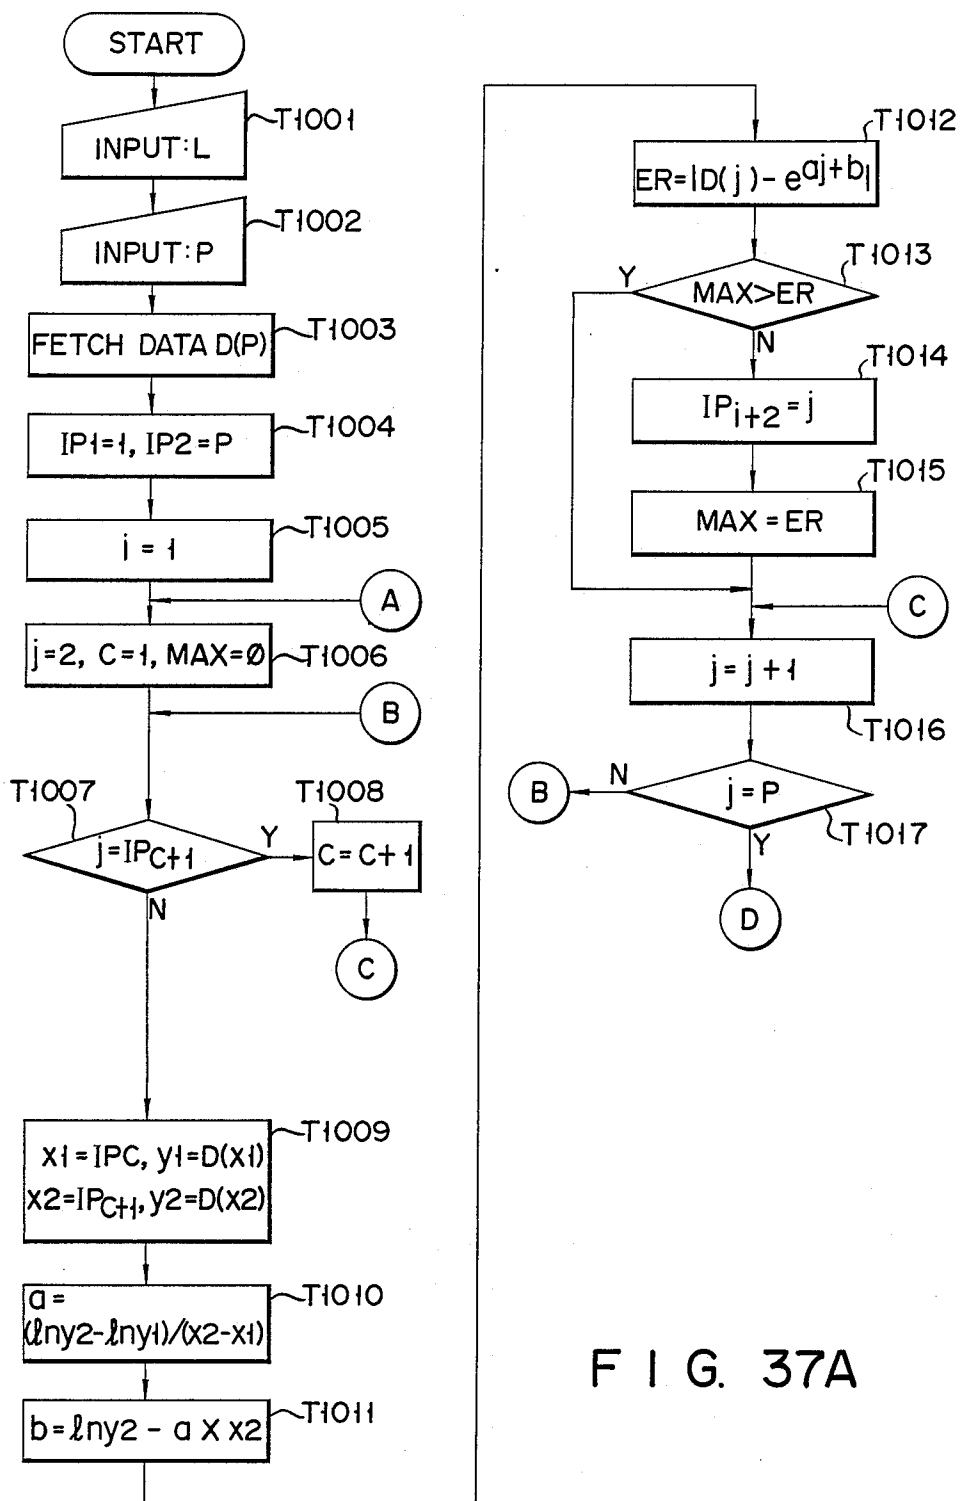 START
INPUT:L
T1001
INPUT:P
T1002
FETCH DATA D(P)
T1003
IP1=1, IP2=P
T1004
i = 1
T1005
A
j=2, C=1, MAX=Ø
T1006
B
T1007
j=IPC+1
Y
N
T1008
C=C+1
C
x1=IPC, y1=D(x1)
x2=IPC+1, y2=D(x2)
T1009
a=
(ℓny2-ℓny1)/(x2-x1)
T1010
b=ℓny2 - a X x2
T1011
T1012
ER=|D(j)- e^aj+b|
T1013
MAX>ER
Y
N
T1014
IPi+2=j
T1015
MAX=ER
C
j=j+1
T1016
j=P
N
B
T1017
Y
D
FIG. 37A